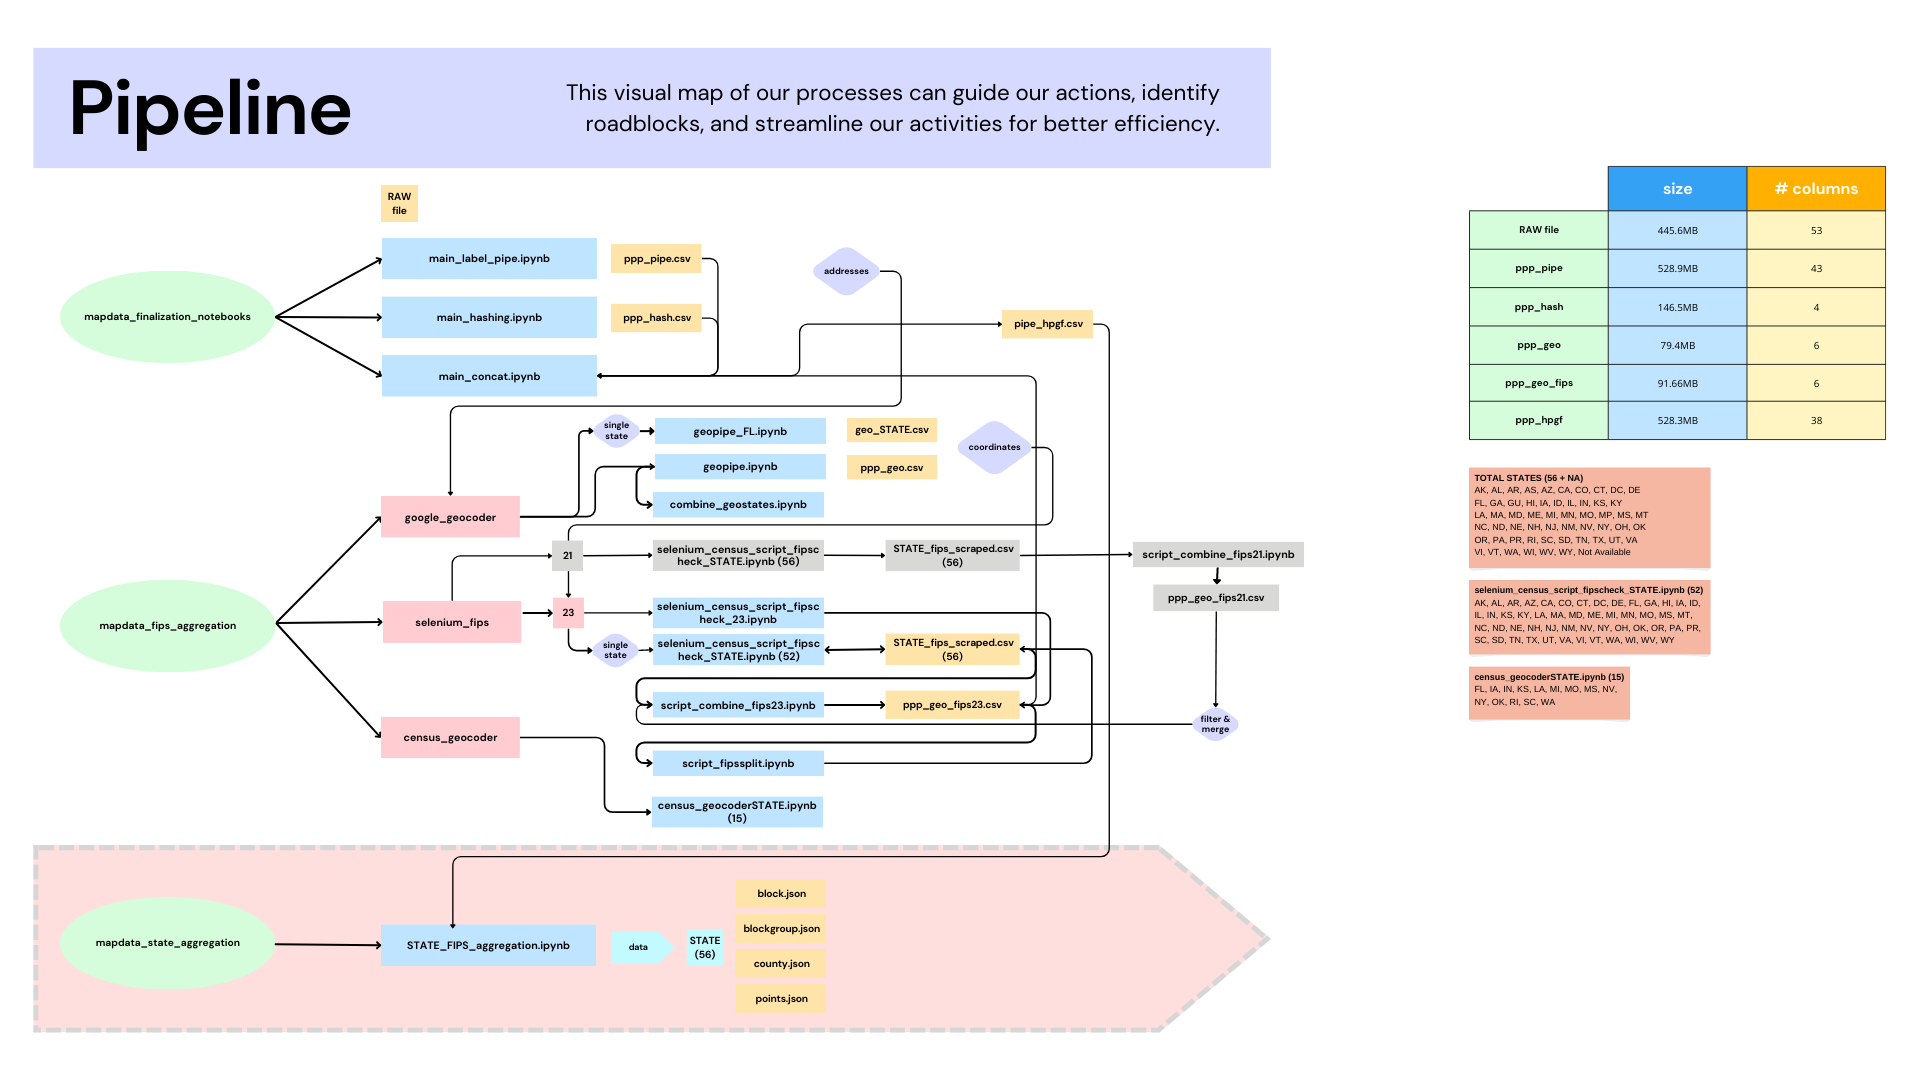 Pipeline
This visual map of our processes can guide our actions, identify
roadblocks, and streamline our activities for better efficiency.
RAW
file
main_label_pipe.ipynb
ppp_pipe.csv
addresses
mapdata_finalization_notebooks
main_hashing.ipynb
ppp_hash.csv
pipe_hpgf.csv
main_concat.ipynb
single
state
geopipe_FL.ipynb
geo_STATE.csv
coordinates
geopipe.ipynb
ppp_geo.csv
combine_geostates.ipynb
google_geocoder
21
selenium_census_script_fipsc
heck_STATE.ipynb (56)
STATE_fips_scraped.csv
(56)
script_combine_fips21.ipynb
ppp_geo_fips21.csv
mapdata_fips_aggregation
selenium_fips
23
selenium_census_script_fipsc
heck_23.ipynb
single
state
selenium_census_script_fipsc
heck_STATE.ipynb (52)
STATE_fips_scraped.csv
(56)
script_combine_fips23.ipynb
ppp_geo_fips23.csv
filter &
merge
census_geocoder
script_fipssplit.ipynb
census_geocoderSTATE.ipynb
(15)
mapdata_state_aggregation
STATE_FIPS_aggregation.ipynb
data
STATE
(56)
block.json
blockgroup.json
county.json
points.json
size # columns
RAW file 445.6MB 53
ppp_pipe 528.9MB 43
ppp_hash 146.5MB 4
ppp_geo 79.4MB 6
ppp_geo_fips 91.66MB 6
ppp_hpgf 528.3MB 38
TOTAL STATES (56 + NA)
AK, AL, AR, AS, AZ, CA, CO, CT, DC, DE
FL, GA, GU, HI, IA, ID, IL, IN, KS, KY
LA, MA, MD, ME, MI, MN, MO, MP, MS, MT
NC, ND, NE, NH, NJ, NM, NV, NY, OH, OK
OR, PA, PR, RI, SC, SD, TN, TX, UT, VA
VI, VT, WA, WI, WV, WY, Not Available
selenium_census_script_fipscheck_STATE.ipynb (52)
AK, AL, AR, AZ, CA, CO, CT, DC, DE, FL, GA, HI, IA, ID,
IL, IN, KS, KY, LA, MA, MD, ME, MI, MN, MO, MS, MT,
NC, ND, NE, NH, NJ, NM, NV, NY, OH, OK, OR, PA, PR,
SC, SD, TN, TX, UT, VA, VI, VT, WA, WI, WV, WY
census_geocoderSTATE.ipynb (15)
FL, IA, IN, KS, LA, MI, MO, MS, NV,
NY, OK, RI, SC, WA